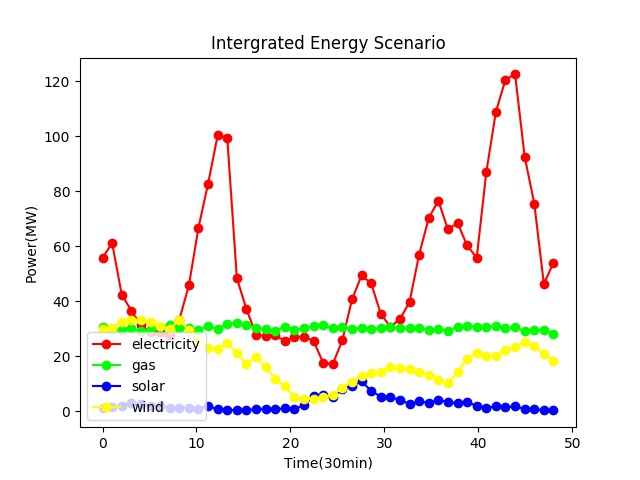 Intergrated Energy Scenario
Power(MW)
120
100
80
60
40
20
0
electricity
gas
solar
wind
0 10 20 30 40 50
Time(30min)